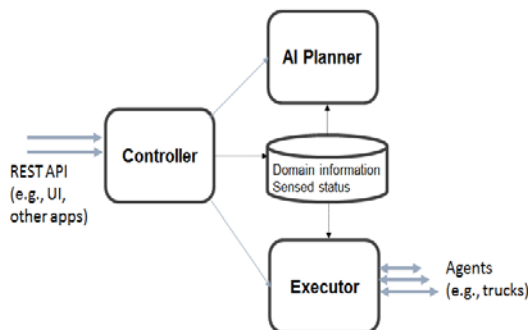 AI Planner
Controller
REST API
(e.g., UI,
other apps)
Domain information
Sensed status
Executor
Agents
(e.g., trucks)